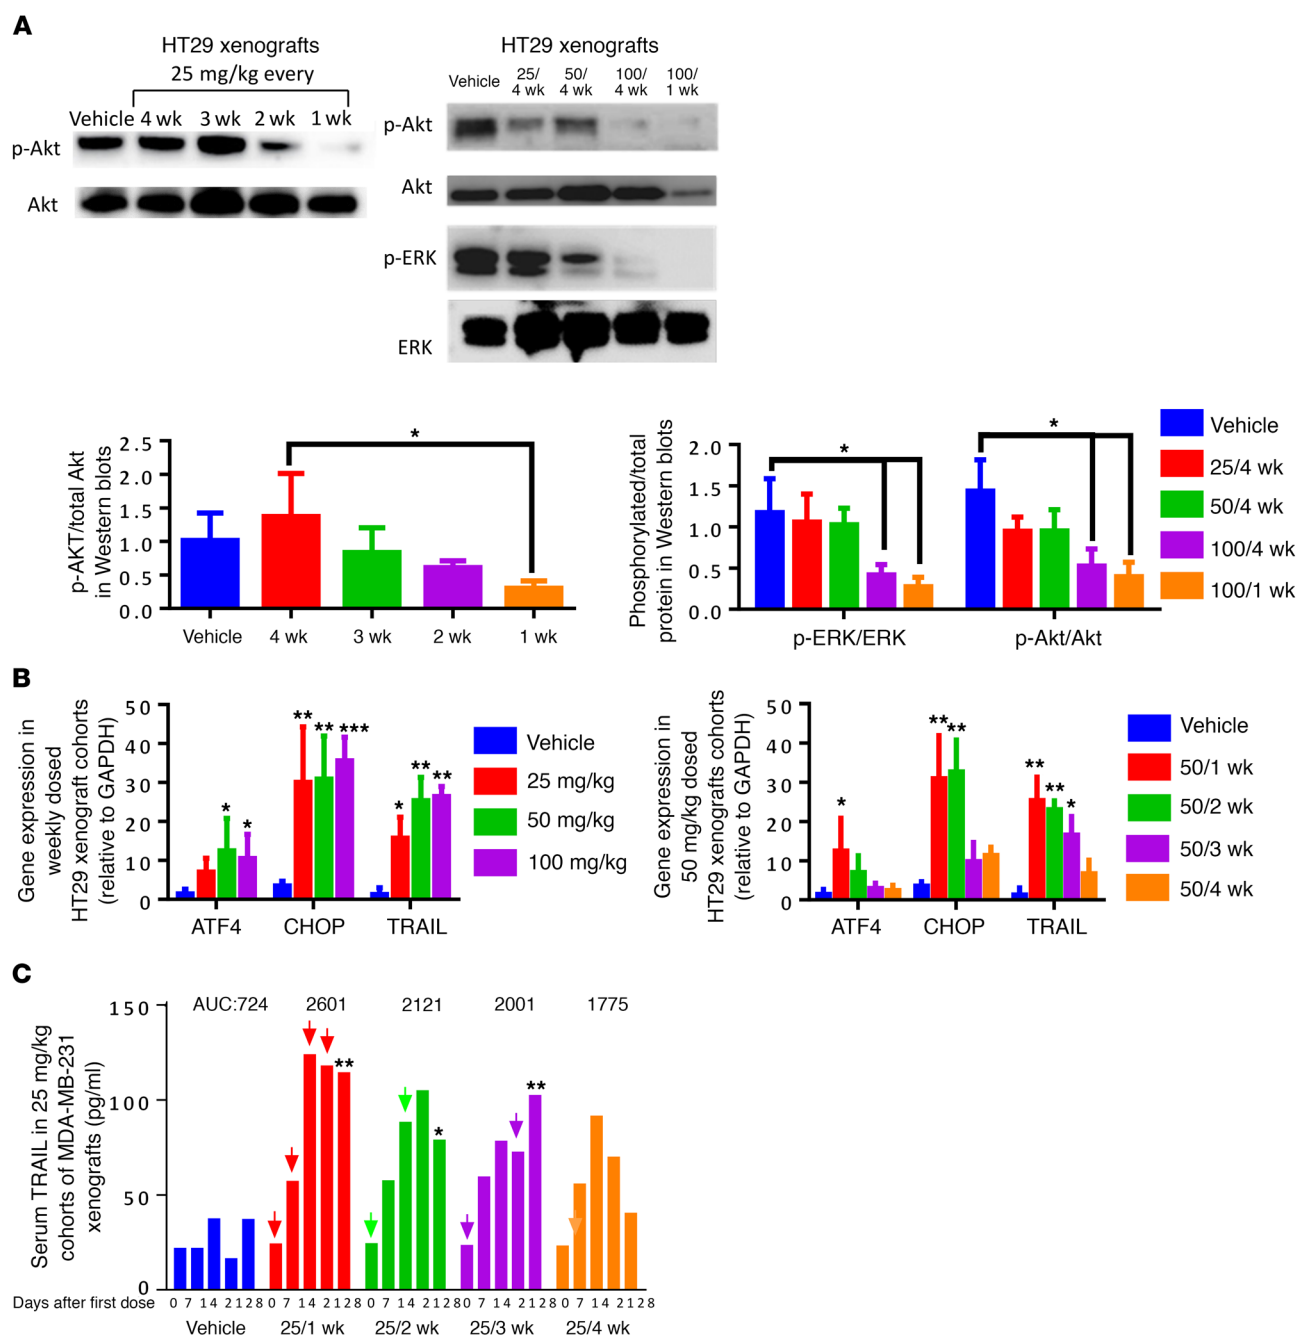 A
HT29 xenografts
25 mg/kg every
Vehicle 4 wk 3 wk 2 wk 1 wk
p-Akt
Akt
HT29 xenografts
Vehicle 25/ 50/ 100/ 100/
4 wk 4 wk 4 wk 1 wk
p-Akt
Akt
p-ERK
ERK
p-AKT/total Akt
in Western blots
2.5
2.0
1.5
1.0
0.5
0.0
*
Vehicle 4 wk 3 wk 2 wk 1 wk
Phosphorylated/total
protein in Western blots
2.0
1.5
1.0
0.5
0.0
* *
p-ERK/ERK p-Akt/Akt
Vehicle
25/4 wk
50/4 wk
100/4 wk
100/1 wk
B
Gene expression in
weekly dosed
HT29 xenograft cohorts
(relative to GAPDH)
50
40
30
20
10
0
* * ** ** *** * ** **
ATF4 CHOP TRAIL
Vehicle
25 mg/kg
50 mg/kg
100 mg/kg
Gene expression in
50 mg/kg dosed
HT29 xenografts cohorts
(relative to GAPDH)
50
40
30
20
10
0
* ** ** ** ** *
ATF4 CHOP TRAIL
Vehicle
50/1 wk
50/2 wk
50/3 wk
50/4 wk
C
Serum TRAIL in 25 mg/kg
cohorts of MDA-MB-231
xenografts (pg/ml)
150
100
50
0
AUC:724 2601 2121 2001 1775
** * **
Days after first dose 0 7 14 21 28 0 7 14 21 28 0 7 14 21 28 0 7 14 21 28 0 7 14 21 28
Vehicle 25/1 wk 25/2 wk 25/3 wk 25/4 wk